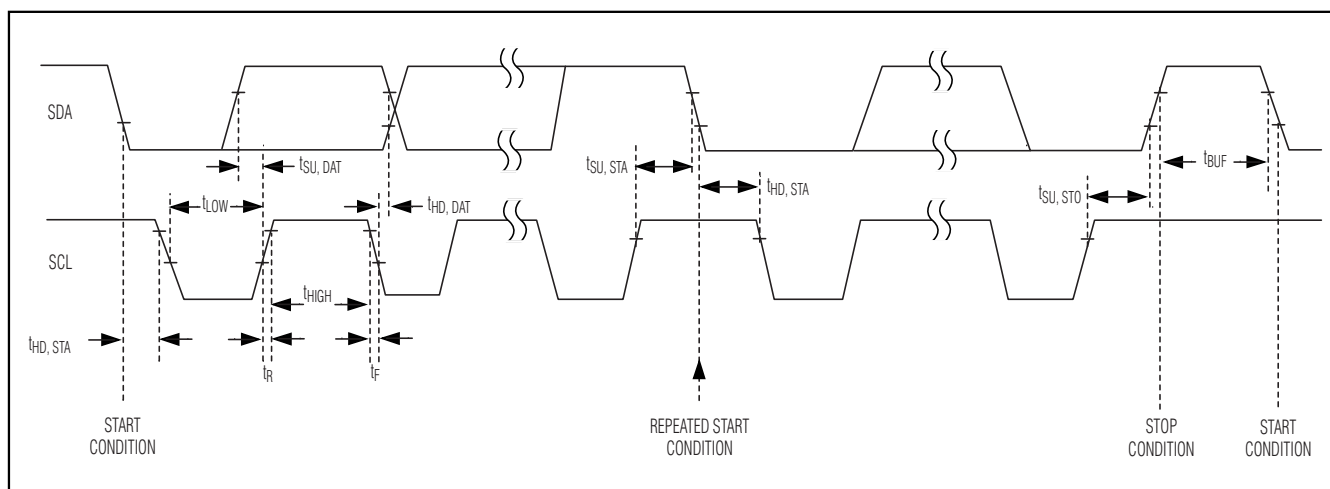 SDA
tSU, DAT
tSU, STA
tBUF
tLOW
tHD, DAT
tHD, STA
tSU, STO
SCL
tHIGH
tHD, STA
tR
tF
START
CONDITION
REPEATED START
CONDITION
STOP
CONDITION
START
CONDITION